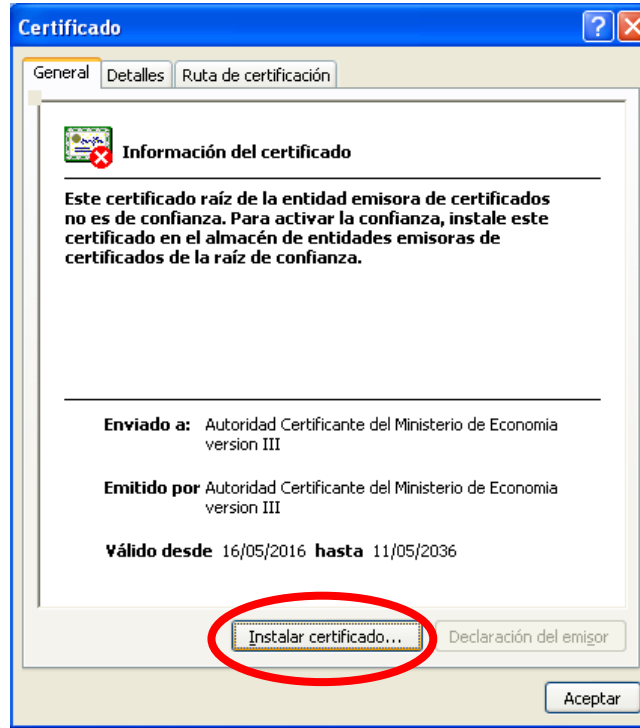 Certificado
General Detalles Ruta de certificación
Información del certificado
Este certificado raíz de la entidad emisora de certificados
no es de confianza. Para activar la confianza, instale este
certificado en el almacén de entidades emisoras de
certificados de la raíz de confianza.
Enviado a: Autoridad Certificante del Ministerio de Economia
version III
Emitido por Autoridad Certificante del Ministerio de Economia
version III
Válido desde 16/05/2016 hasta 11/05/2036
Instalar certificado... Declaración del emisor
Aceptar